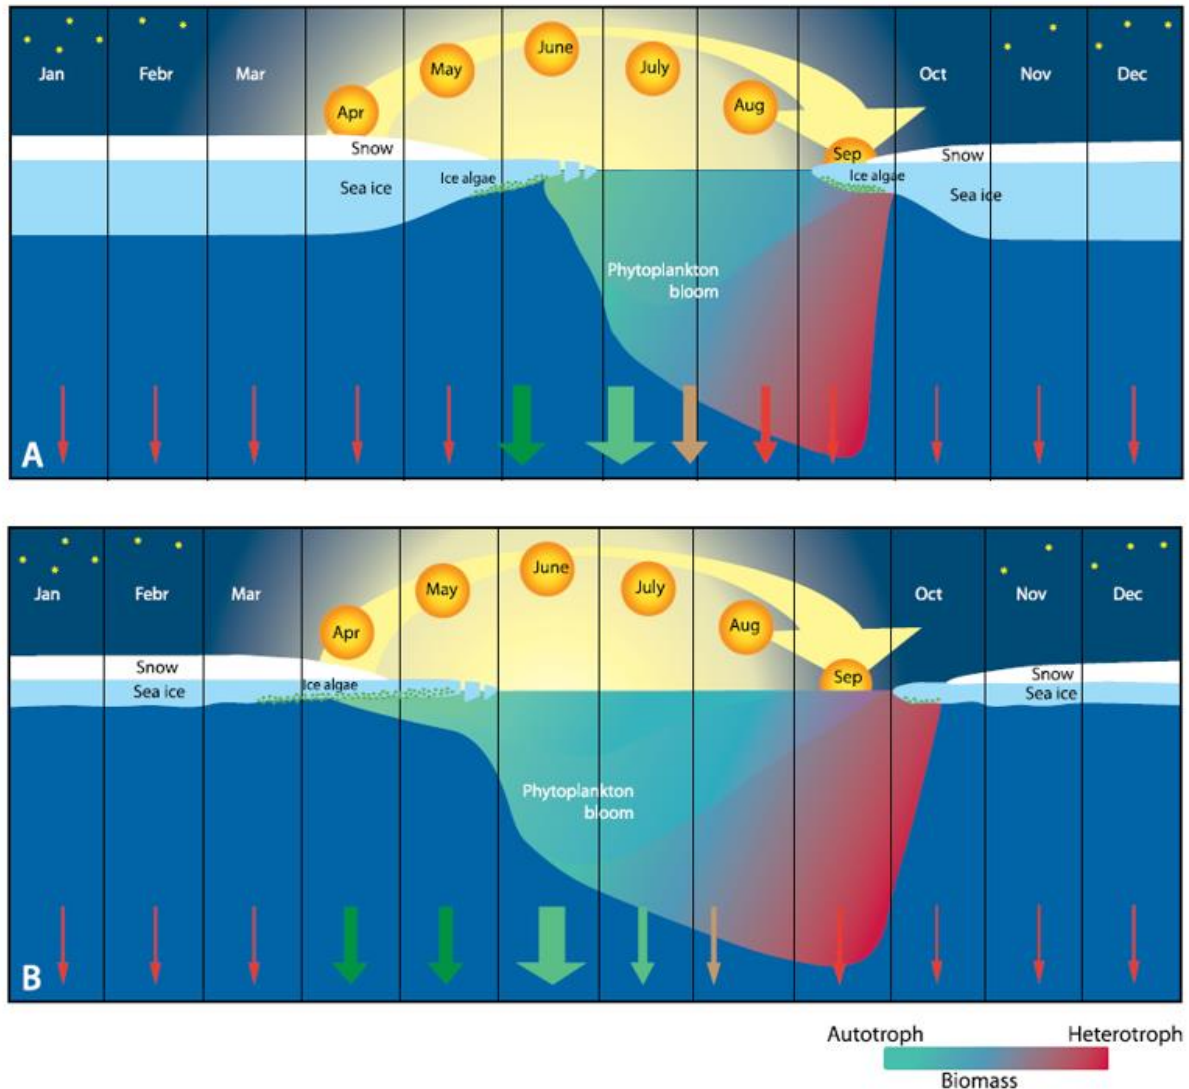 Jan
Febr
Mar
Apr
May
June
July
Aug
Sep
Oct
Nov
Dec
Snow
Sea ice
Ice algae
Ice algae
Snow
Sea ice
Phytoplankton
bloom
A
Jan
Febr
Mar
Apr
May
June
July
Aug
Sep
Oct
Nov
Dec
Snow
Sea ice
Ice algae
Snow
Sea ice
Phytoplankton
bloom
B
Autotroph
Heterotroph
Biomass